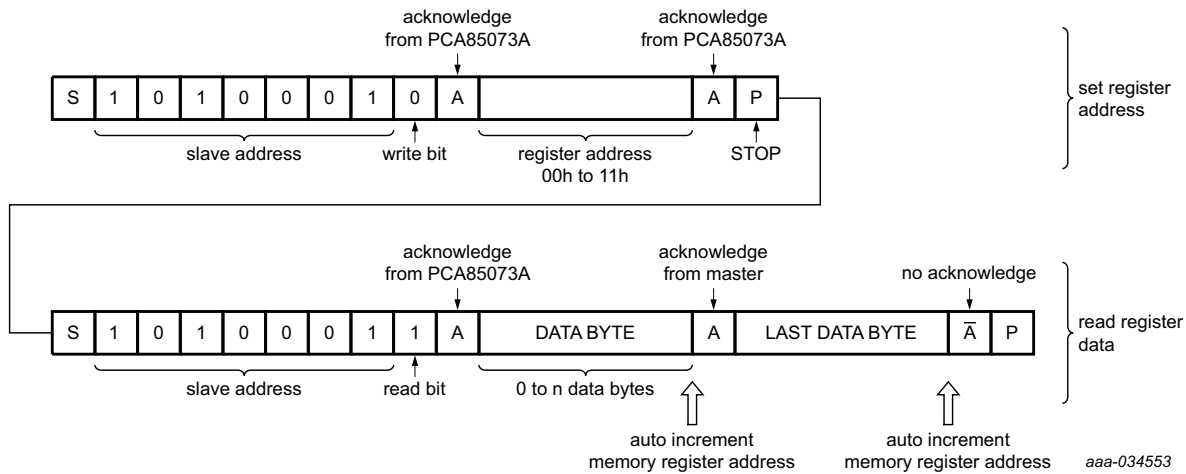 acknowledge
from PCA85073A
acknowledge
from PCA85073A
S 1 0 1 0 0 0 1 0 A A P
set register
address
slave address
write bit
register address
00h to 11h
STOP
acknowledge
from PCA85073A
acknowledge
from master
no acknowledge
S 1 0 1 0 0 0 1 1 A DATA BYTE A LAST DATA BYTE A̅ P
read register
data
slave address
read bit
0 to n data bytes
auto increment
memory register address
auto increment
memory register address
aaa-034553